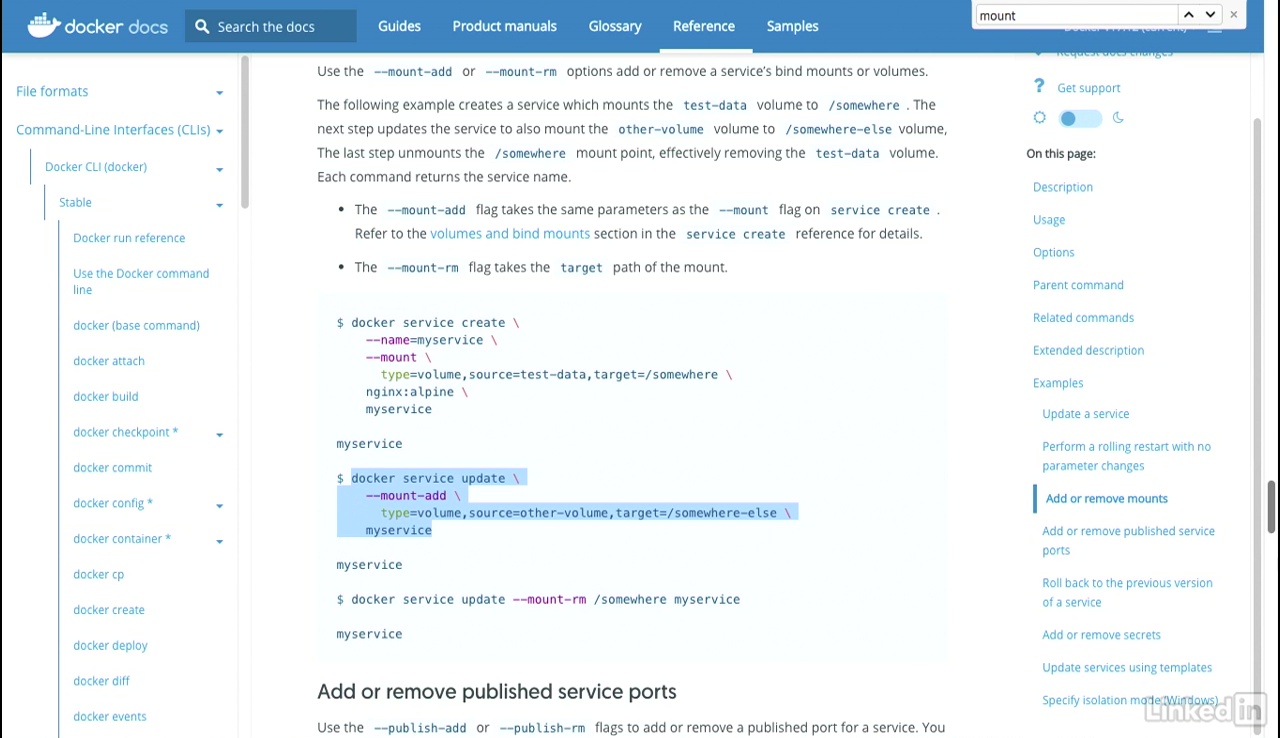 docker docs
Search the docs
Guides
Product manuals
Glossary
Reference
Samples
mount
Request docs changes
Get support
File formats
Command-Line Interfaces (CLIs)
Docker CLI (docker)
Stable
Docker run reference
Use the Docker command
line
docker (base command)
docker attach
docker build
docker checkpoint *
docker commit
docker config *
docker container *
docker cp
docker create
docker deploy
docker diff
docker events
Use the --mount-add or --mount-rm options add or remove a service's bind mounts or volumes.
The following example creates a service which mounts the test-data volume to /somewhere . The
next step updates the service to also mount the other-volume volume to /somewhere-else volume,
The last step unmounts the /somewhere mount point, effectively removing the test-data volume.
Each command returns the service name.
• The --mount-add flag takes the same parameters as the --mount flag on service create .
Refer to the volumes and bind mounts section in the service create reference for details.
• The --mount-rm flag takes the target path of the mount.
$ docker service create \
--name=myservice \
--mount \
type=volume,source=test-data,target=/somewhere \
nginx:alpine \
myservice
myservice
$ docker service update \
--mount-add \
type=volume,source=other-volume,target=/somewhere-else \
myservice
myservice
$ docker service update --mount-rm /somewhere myservice
myservice
Add or remove published service ports
Use the --publish-add or --publish-rm flags to add or remove a published port for a service. You
On this page:
Description
Usage
Options
Parent command
Related commands
Extended description
Examples
Update a service
Perform a rolling restart with no
parameter changes
Add or remove mounts
Add or remove published service
ports
Roll back to the previous version
of a service
Add or remove secrets
Update services using templates
Specify isolation mode (Windows)
Linked in